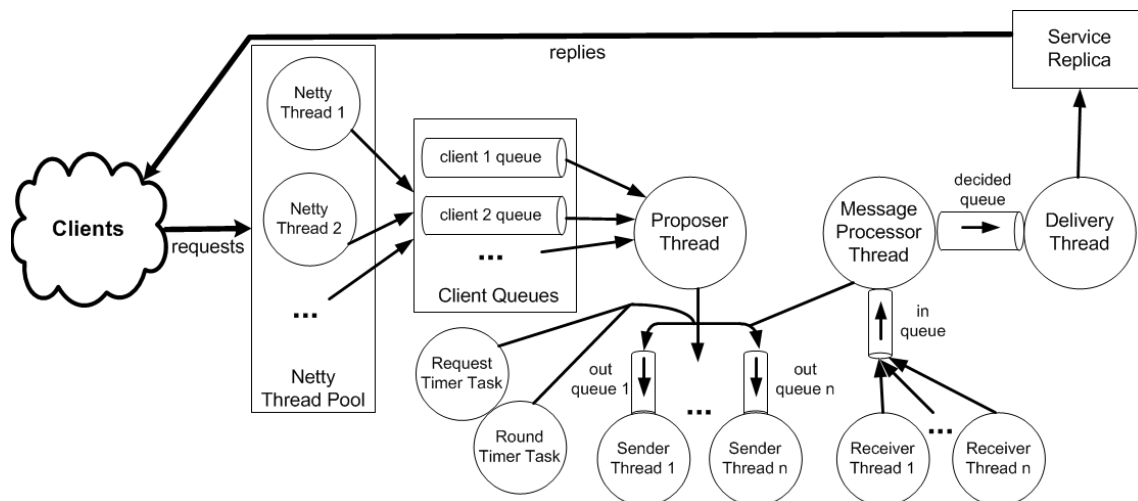 replies
Service
Replica
Netty
Thread 1
client 1 queue
decided
queue
Clients
requests
Netty
Thread 2
client 2 queue
Proposer
Thread
Message
Processor
Thread
Delivery
Thread
...
...
Client Queues
in
queue
Request
Timer Task
out
queue 1
out
queue n
Netty
Thread Pool
...
...
Round
Timer Task
Sender
Thread 1
Sender
Thread n
Receiver
Thread 1
Receiver
Thread n